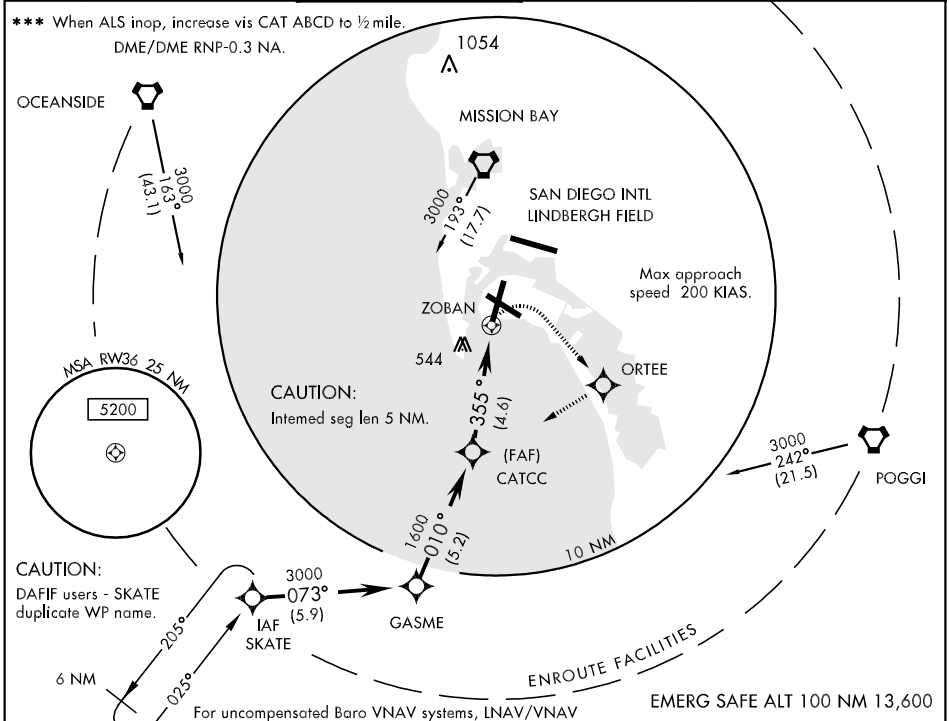 *** When ALS inop, increase vis CAT ABCD to ½ mile.
DME/DME RNP-0.3 NA.
1054
OCEANSIDE
MISSION BAY
3000
163°
(43.1)
3000
193°
(17.7)
SAN DIEGO INTL
LINDBERGH FIELD
Max approach
speed 200 KIAS.
ZOBAN
544
ORTEE
MSA RW36 25 NM
5200
CAUTION:
Intemed seg len 5 NM.
355°
(4.6)
(FAF)
CATCC
3000
242°
(21.5)
POGGI
1600
010°
(5.2)
10 NM
CAUTION:
DAFIF users - SKATE
duplicate WP name.
3000
073°
(5.9)
IAF
SKATE
GASME
205°
025°
6 NM
ENROUTE FACILITIES
For uncompensated Baro VNAV systems, LNAV/VNAV
EMERG SAFE ALT 100 NM 13,600